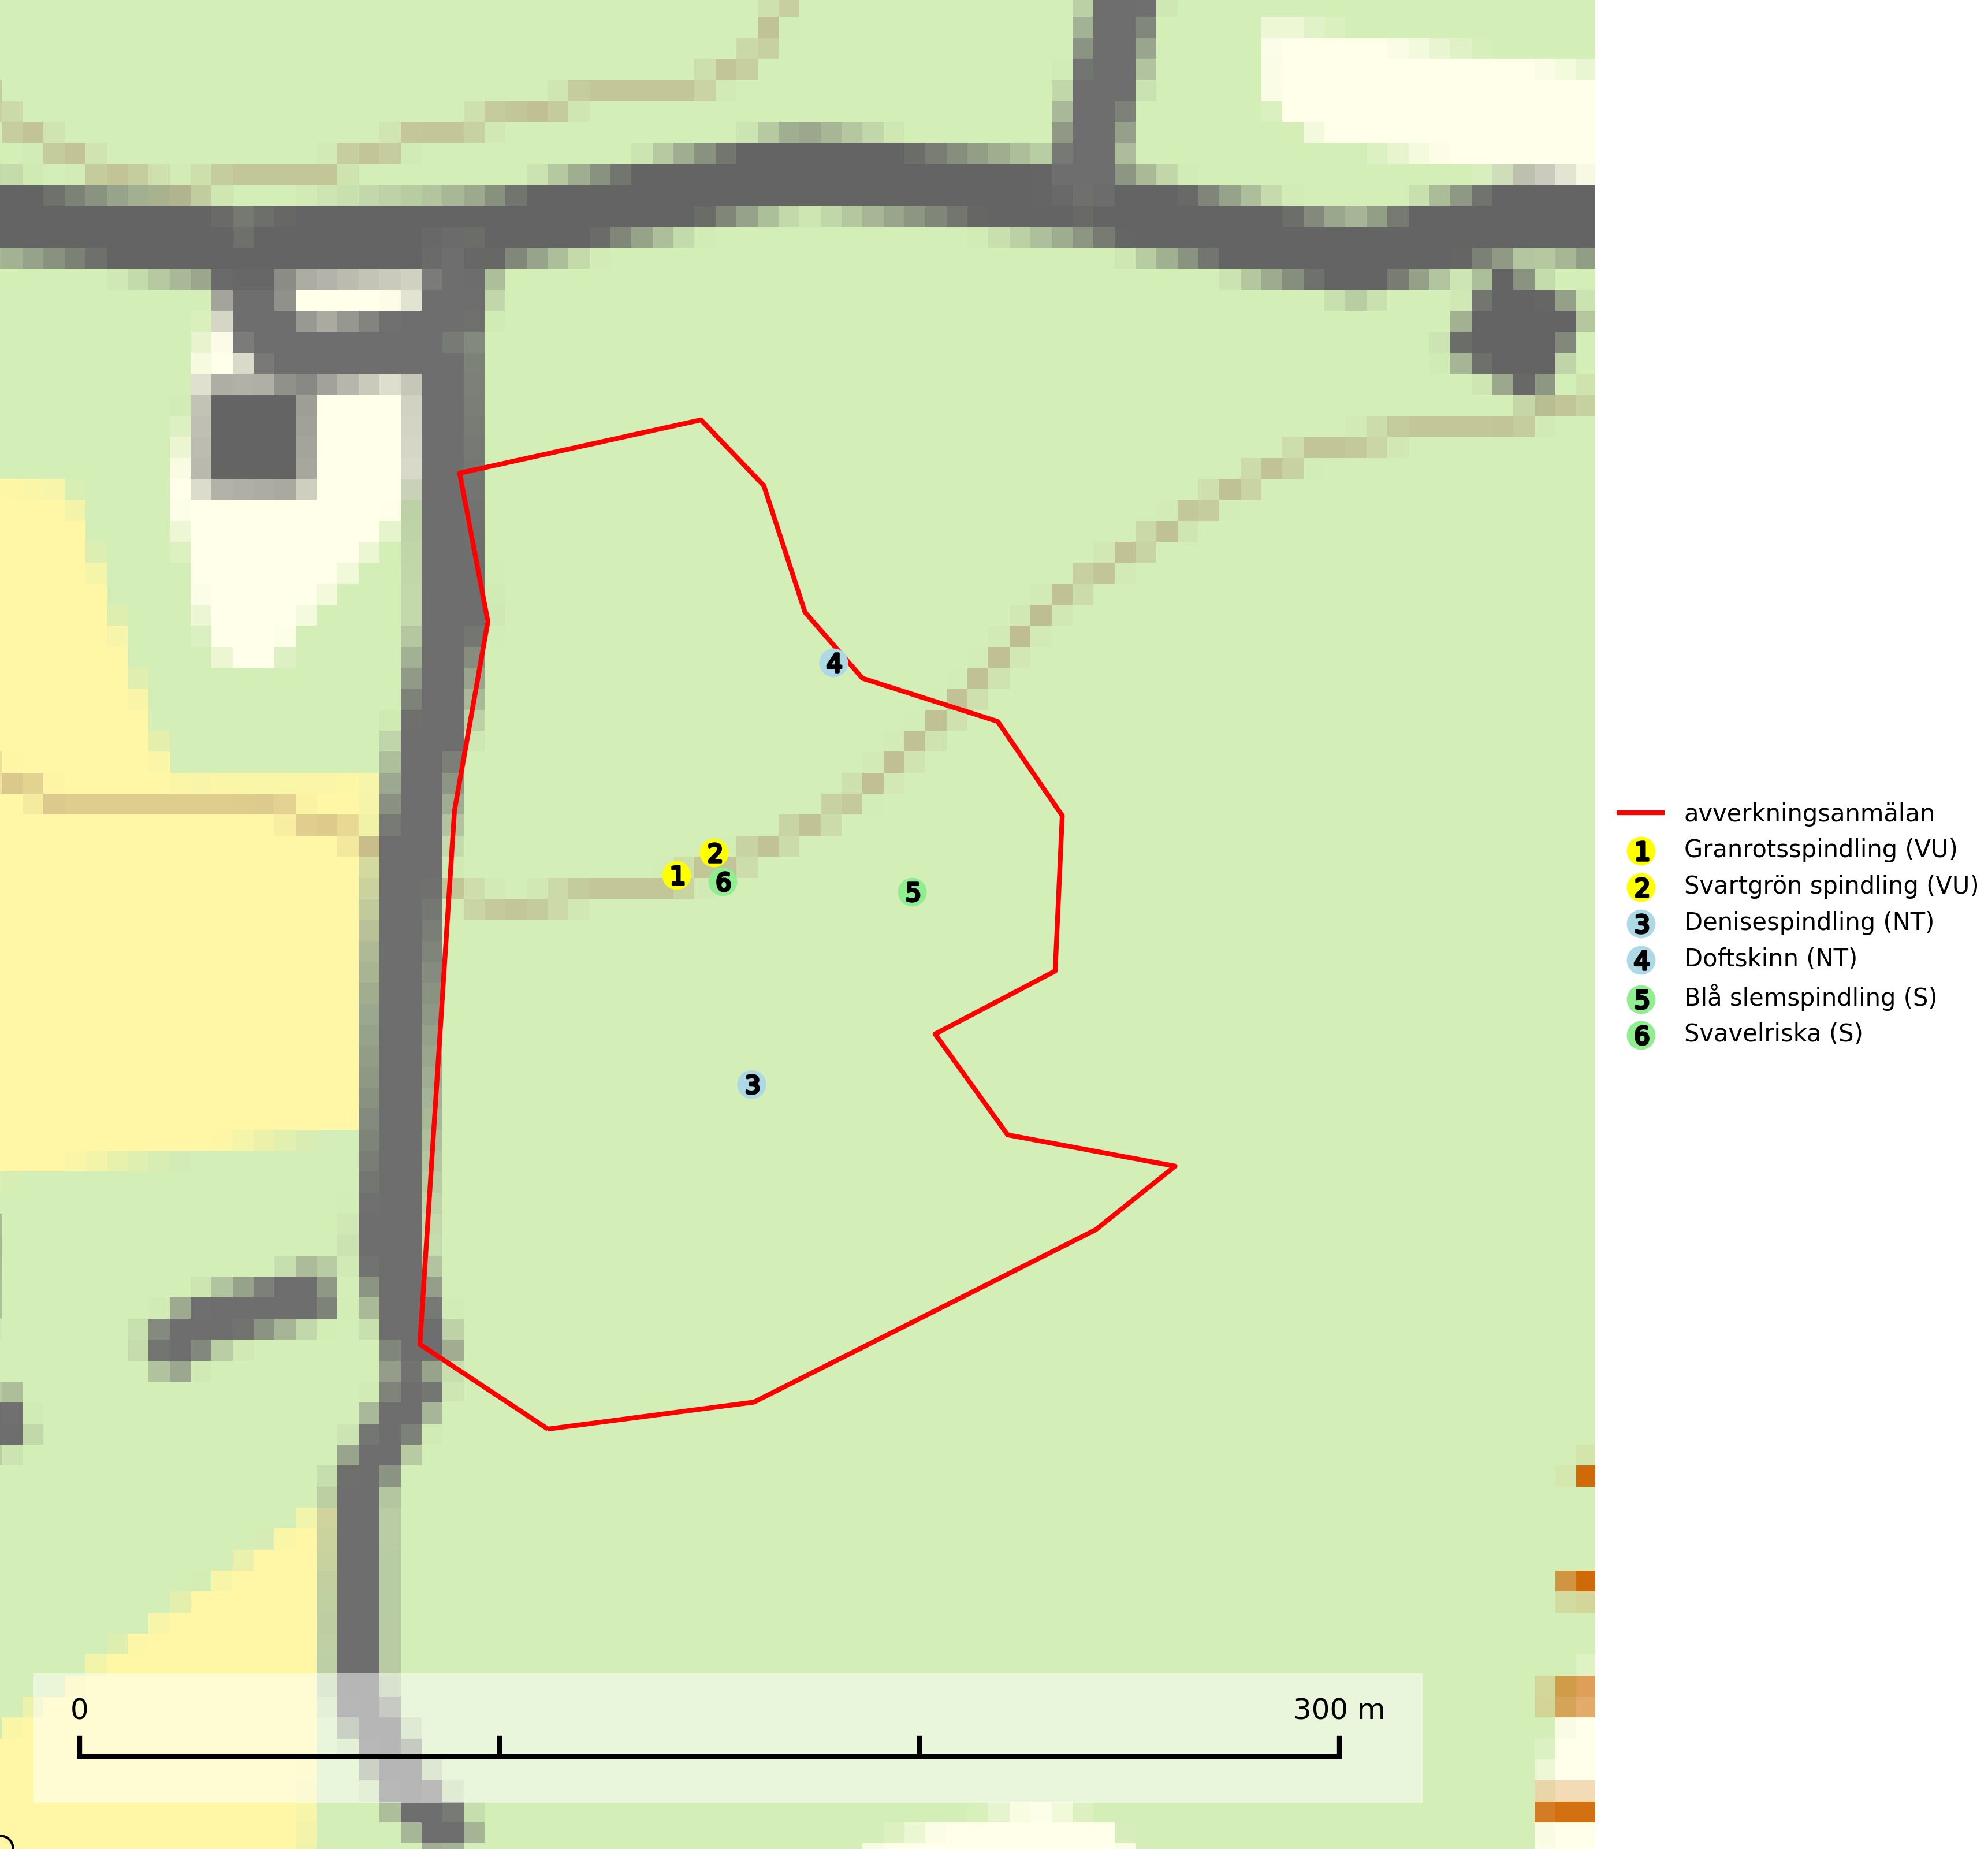 4
2
1
6
5
3
avverkningsanmälan
1 Granrotsspindling (VU)
2 Svartgrön spindling (VU)
3 Denisespindling (NT)
4 Doftskinn (NT)
5 Blå slemspindling (S)
6 Svavelriska (S)
0 300 m